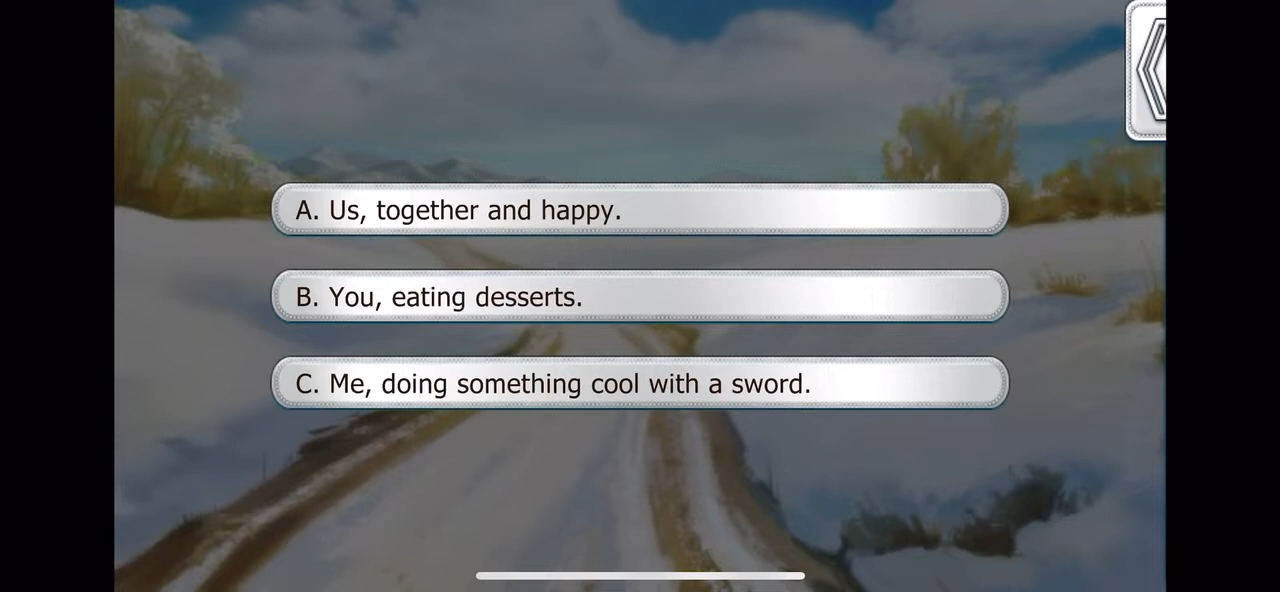 A. Us, together and happy.
B. You, eating desserts.
C. Me, doing something cool with a sword.